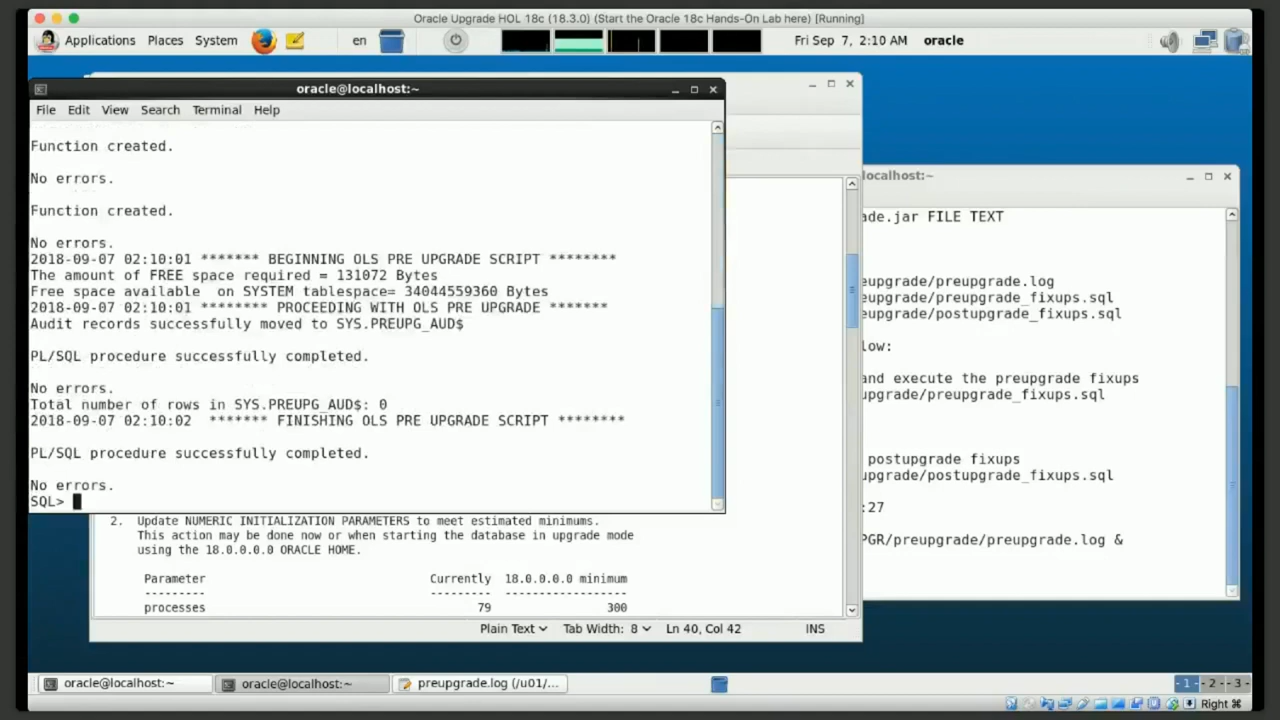 Oracle Upgrade HOL 18c (18.3.0) (Start the Oracle 18c Hands-On Lab here) [Running]
Applications Places System en Fri Sep 7, 2:10 AM oracle
oracle@localhost:~
File Edit View Search Terminal Help
Function created.
No errors.
Function created.
No errors.
2018-09-07 02:10:01 ******* BEGINNING OLS PRE UPGRADE SCRIPT ********
The amount of FREE space required = 131072 Bytes
Free space available  on SYSTEM tablespace= 34044559360 Bytes
2018-09-07 02:10:01 ******** PROCEEDING WITH OLS PRE UPGRADE *******
Audit records successfully moved to SYS.PREUPG_AUD$
PL/SQL procedure successfully completed.
No errors.
Total number of rows in SYS.PREUPG_AUD$: 0
2018-09-07 02:10:02  ******* FINISHING OLS PRE UPGRADE SCRIPT ********
PL/SQL procedure successfully completed.
No errors.
SQL>
2. Update NUMERIC INITIALIZATION PARAMETERS to meet estimated minimums.
This action may be done now or when starting the database in upgrade mode
using the 18.0.0.0.0 ORACLE HOME.
Parameter Currently 18.0.0.0.0 minimum
--------- --------- ------------------
processes 79 300
Plain Text Tab Width: 8 Ln 40, Col 42 INS
localhost:~
ade.jar FILE TEXT
eupgrade/preupgrade.log
eupgrade/preupgrade_fixups.sql
eupgrade/postupgrade_fixups.sql
low:
and execute the preupgrade fixups
eupgrade/preupgrade_fixups.sql
postupgrade fixups
eupgrade/postupgrade_fixups.sql
:27
PGR/preupgrade/preupgrade.log &
oracle@localhost:~ oracle@localhost:~ preupgrade.log (/u01/... - 1 - - 2 - - 3 -
Right ⌘